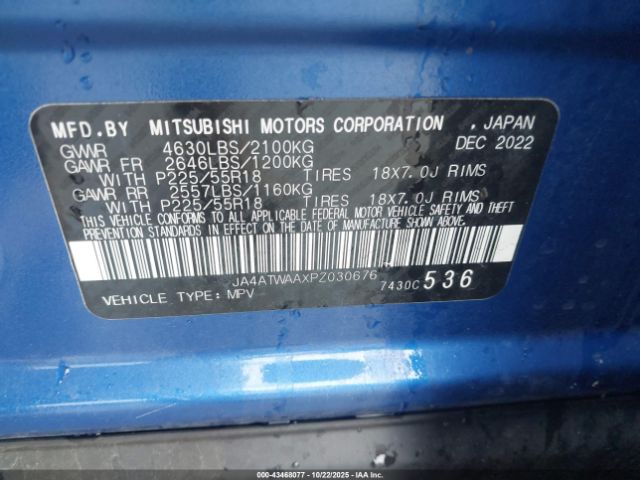 MFD.BY MITSUBISHI MOTORS CORPORATION , JAPAN
GVWR 4630LBS/2100KG DEC 2022
GAWR FR 2646LBS/1200KG
WITH P225/55R18 TIRES 18X7.0J RIMS
GAWR RR 2557LBS/1160KG
WITH P225/55R18 TIRES 18X7.0J RIMS
THIS VEHICLE CONFORMS TO ALL APPLICABLE FEDERAL MOTOR VEHICLE SAFETY AND
THEFT PREVENTION STANDARDS IN EFFECT ON THE DATE OF MANUFACTURE SHOWN ABOVE.
JA4ATWAAXPZ030676
7430C 536
VEHICLE TYPE: MPV
Stock No: 43468077 - 10/22/2025 - IAA Inc.